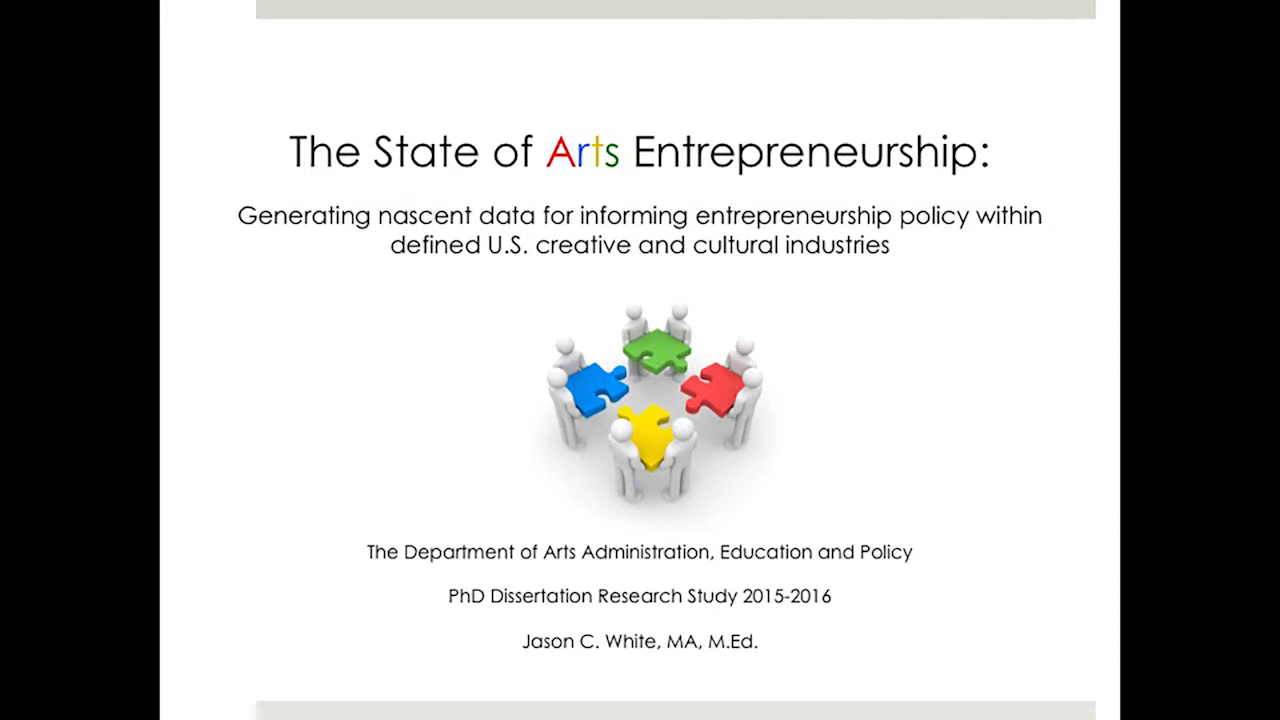 The State of Arts Entrepreneurship:
Generating nascent data for informing entrepreneurship policy within
defined U.S. creative and cultural industries
The Department of Arts Administration, Education and Policy
PhD Dissertation Research Study 2015-2016
Jason C. White, MA, M.Ed.